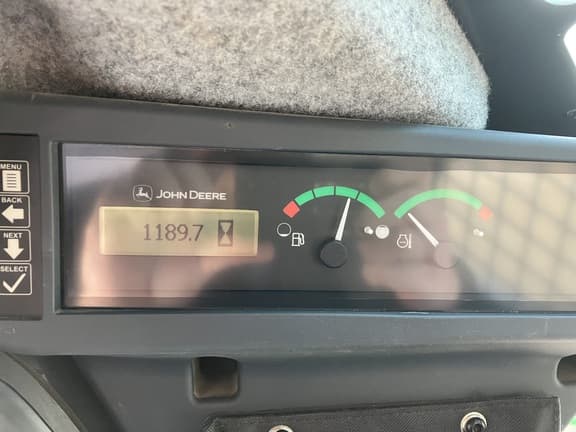 MENU
BACK
NEXT
SELECT
JOHN DEERE
1189.7